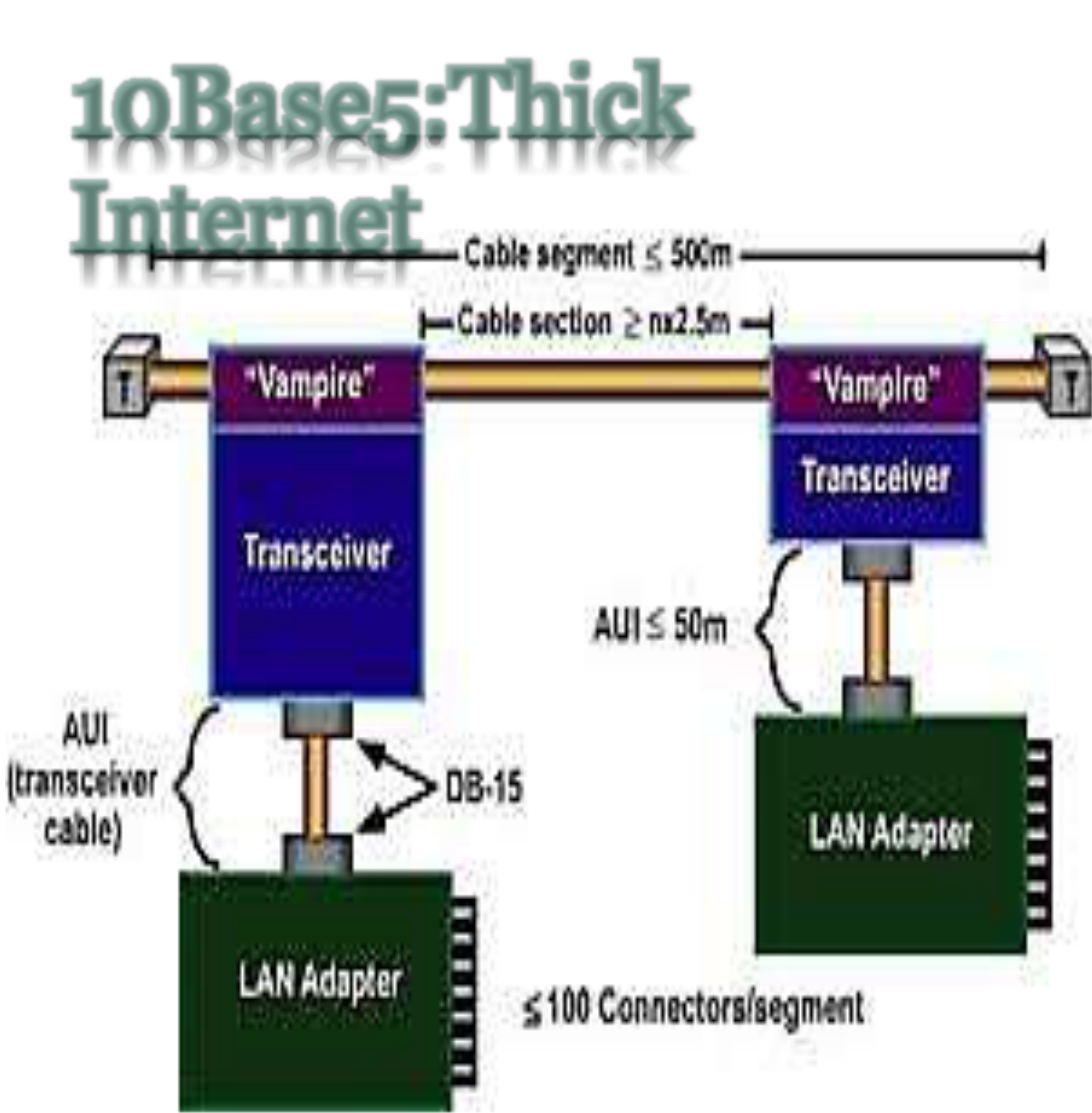 10Base5:Thick
Internet
Cable segment ≤ 500m
Cable section ≥ nx2.5m
T
"Vampire"
"Vampire"
T
Transceiver
Transceiver
AUI ≤ 50m
AUI
(transceiver
cable)
DB-15
LAN Adapter
LAN Adapter
≤100 Connectors/segment